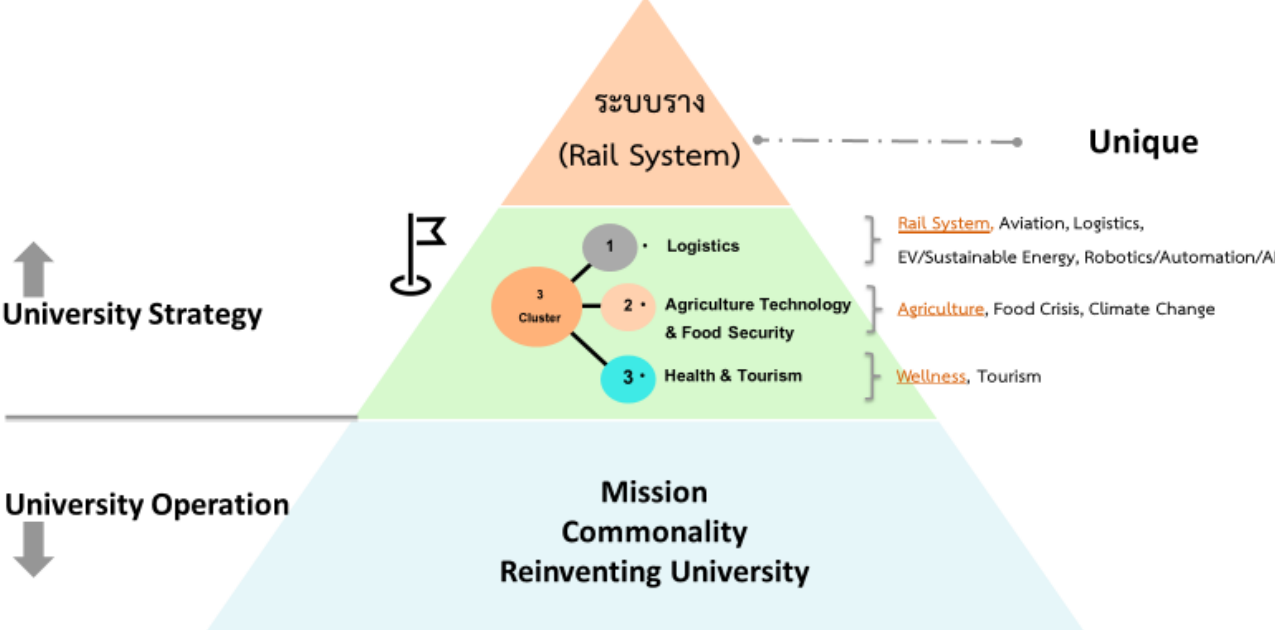 ระบบราง
(Rail System)
Unique
1 • Logistics
Rail System, Aviation, Logistics,
EV/Sustainable Energy, Robotics/Automation/
3
Cluster
2 • Agriculture Technology
& Food Security
Agriculture, Food Crisis, Climate Change
3 • Health & Tourism
Wellness, Tourism
University Strategy
University Operation
Mission
Commonality
Reinventing University